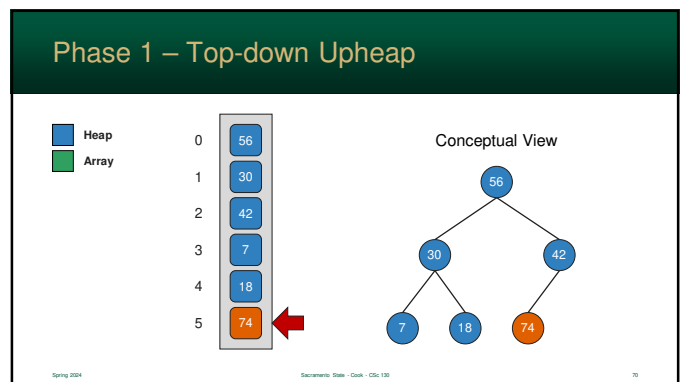 Phase 1 – Top-down Upheap
Heap
Array
0 56
1 30
2 42
3 7
4 18
5 74
Conceptual View
56
30 42
7 18 74
Spring 2024 Sacramento State - Cook - CSc 130 70